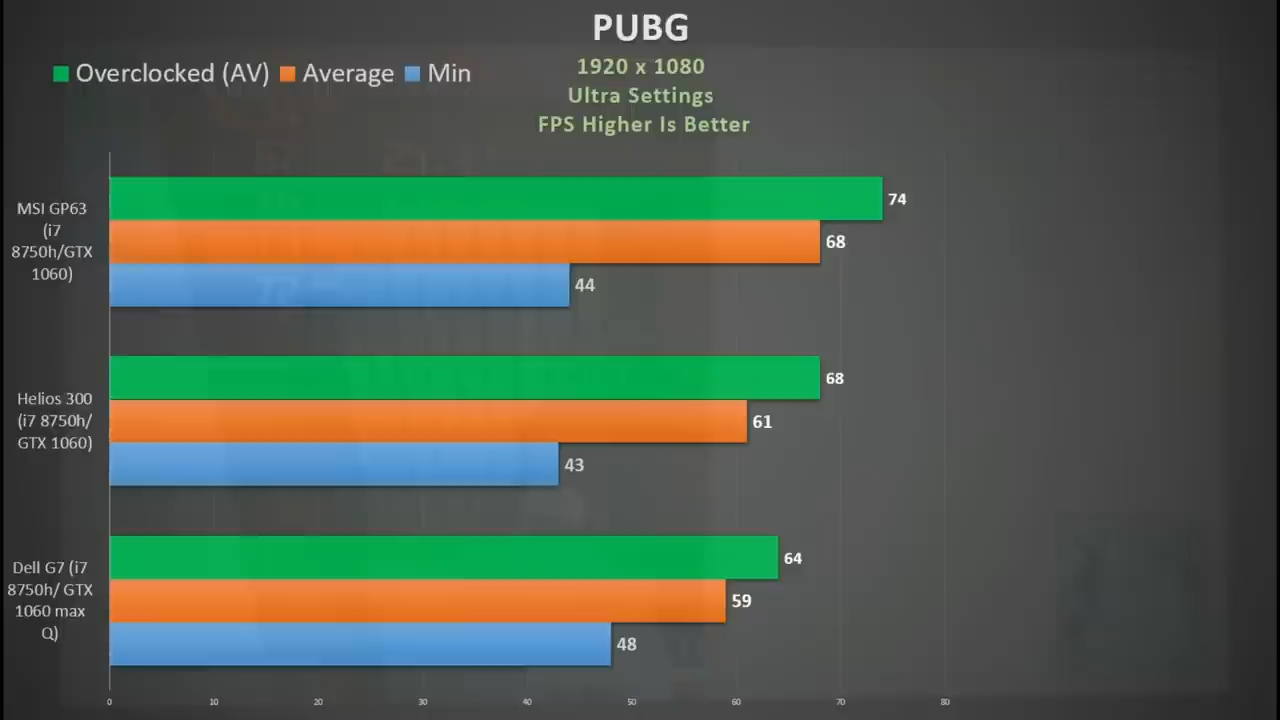 PUBG
1920 x 1080
Ultra Settings
FPS Higher Is Better
Overclocked (AV) Average Min
MSI GP63
(i7
8750h/GTX
1060)
74
68
44
Helios 300
(i7 8750h/
GTX 1060)
68
61
43
Dell G7 (i7
8750h/ GTX
1060 max
Q)
64
59
48
0 10 20 30 40 50 60 70 80